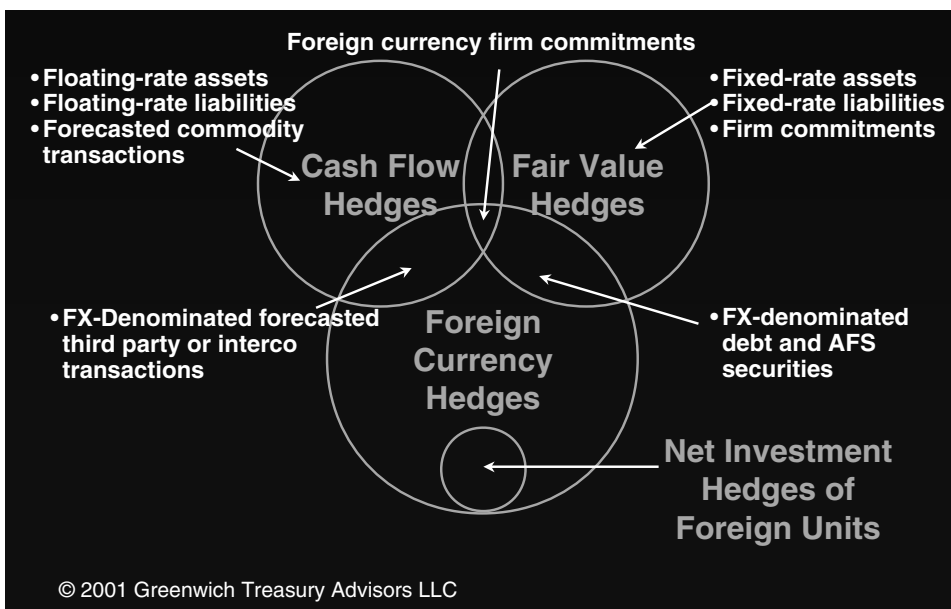 Foreign currency firm commitments
•Floating-rate assets
•Floating-rate liabilities
•Forecasted commodity
transactions
•Fixed-rate assets
•Fixed-rate liabilities
•Firm commitments
Cash Flow
Hedges
Fair Value
Hedges
•FX-Denominated forecasted
third party or interco
transactions
Foreign
Currency
Hedges
•FX-denominated
debt and AFS
securities
Net Investment
Hedges of
Foreign Units
© 2001 Greenwich Treasury Advisors LLC